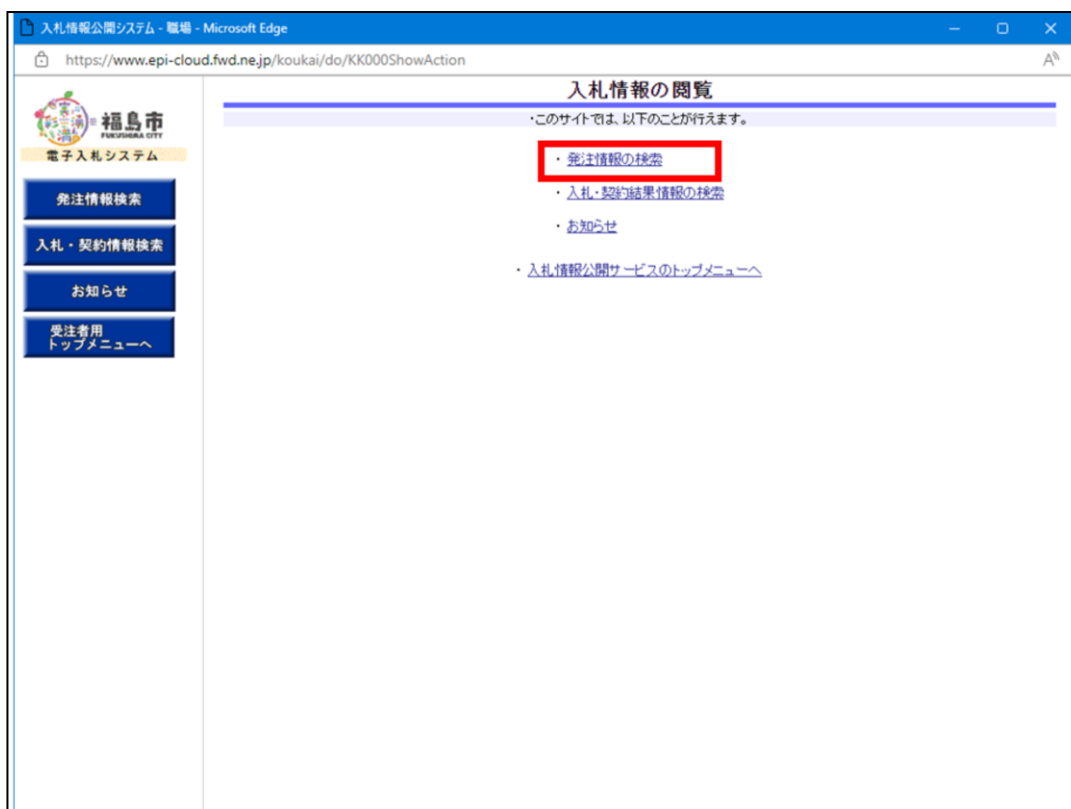 入札情報公開システム - 職場 - Microsoft Edge
https://www.epi-cloud.fwd.ne.jp/koukai/do/KK000ShowAction
福島市
FUKUSHIMA CITY
電子入札システム
発注情報検索
入札・契約情報検索
お知らせ
受注者用
トップメニューへ
入札情報の閲覧
・このサイトでは、以下のことが行えます。
・発注情報の検索
・入札・契約結果情報の検索
・お知らせ
・入札情報公開サービスのトップメニューへ